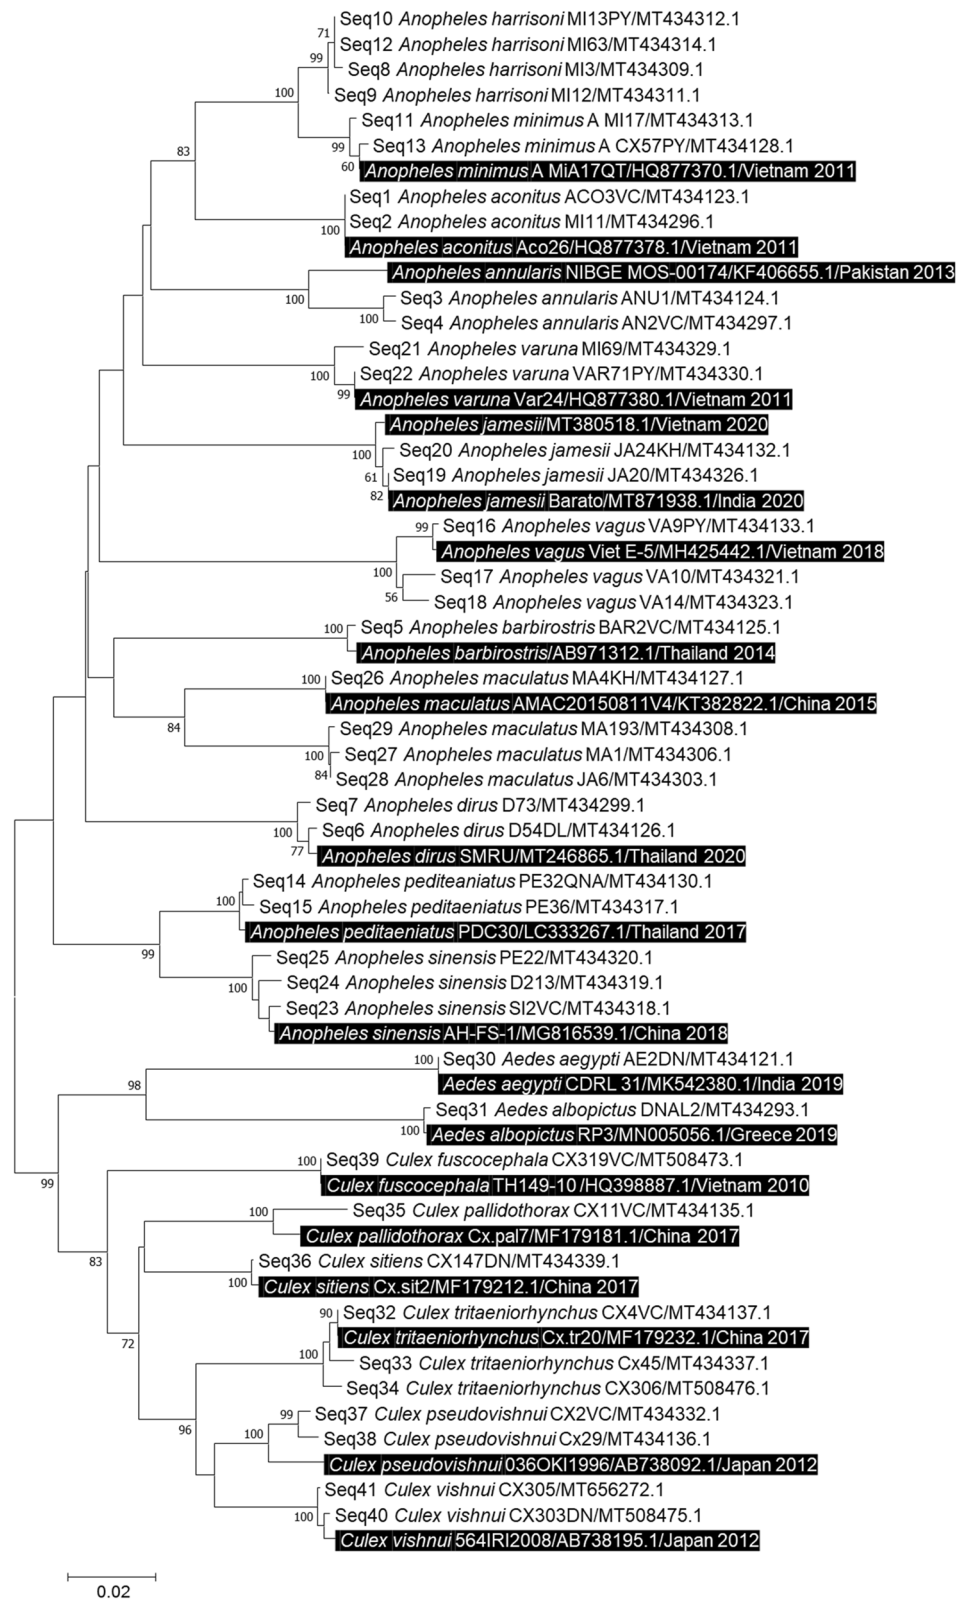 Seq10 Anopheles harrisoni MI13PY/MT434312.1
71
Seq12 Anopheles harrisoni MI63/MT434314.1
99
Seq8 Anopheles harrisoni MI3/MT434309.1
100
Seq9 Anopheles harrisoni MI12/MT434311.1
Seq11 Anopheles minimus A MI17/MT434313.1
99
Seq13 Anopheles minimus A CX57PY/MT434128.1
83
60
Anopheles minimus A MiA17QT/HQ877370.1/Vietnam 2011
Seq1 Anopheles aconitus ACO3VC/MT434123.1
Seq2 Anopheles aconitus MI11/MT434296.1
100
Anopheles aconitus Aco26/HQ877378.1/Vietnam 2011
Anopheles annularis NIBGE MOS-00174/KF406655.1/Pakistan 2013
100
Seq3 Anopheles annularis ANU1/MT434124.1
100
Seq4 Anopheles annularis AN2VC/MT434297.1
Seq21 Anopheles varuna MI69/MT434329.1
100
Seq22 Anopheles varuna VAR71PY/MT434330.1
99
Anopheles varuna Var24/HQ877380.1/Vietnam 2011
Anopheles jamesii/MT380518.1/Vietnam 2020
100
Seq20 Anopheles jamesii JA24KH/MT434132.1
61
Seq19 Anopheles jamesii JA20/MT434326.1
82
Anopheles jamesii Barato/MT871938.1/India 2020
99
Seq16 Anopheles vagus VA9PY/MT434133.1
Anopheles vagus Viet E-5/MH425442.1/Vietnam 2018
100
Seq17 Anopheles vagus VA10/MT434321.1
56
Seq18 Anopheles vagus VA14/MT434323.1
100
Seq5 Anopheles barbirostris BAR2VC/MT434125.1
Anopheles barbirostris/AB971312.1/Thailand 2014
100
Seq26 Anopheles maculatus MA4KH/MT434127.1
Anopheles maculatus AMAC20150811V4/KT382822.1/China 2015
84
Seq29 Anopheles maculatus MA193/MT434308.1
100
Seq27 Anopheles maculatus MA1/MT434306.1
84
Seq28 Anopheles maculatus JA6/MT434303.1
Seq7 Anopheles dirus D73/MT434299.1
100
Seq6 Anopheles dirus D54DL/MT434126.1
77
Anopheles dirus SMRU/MT246865.1/Thailand 2020
Seq14 Anopheles pediteaniatus PE32QNA/MT434130.1
100
Seq15 Anopheles peditaeniatus PE36/MT434317.1
Anopheles peditaeniatus PDC30/LC333267.1/Thailand 2017
99
Seq25 Anopheles sinensis PE22/MT434320.1
100
Seq24 Anopheles sinensis D213/MT434319.1
Seq23 Anopheles sinensis SI2VC/MT434318.1
Anopheles sinensis AH-FS-1/MG816539.1/China 2018
100
Seq30 Aedes aegypti AE2DN/MT434121.1
98
Aedes aegypti CDRL 31/MK542380.1/India 2019
Seq31 Aedes albopictus DNAL2/MT434293.1
100
Aedes albopictus RP3/MN005056.1/Greece 2019
99
100
Seq39 Culex fuscocephala CX319VC/MT508473.1
Culex fuscocephala TH149-10 /HQ398887.1/Vietnam 2010
100
Seq35 Culex pallidothorax CX11VC/MT434135.1
Culex pallidothorax Cx.pal7/MF179181.1/China 2017
83
Seq36 Culex sitiens CX147DN/MT434339.1
100
Culex sitiens Cx.sit2/MF179212.1/China 2017
90
Seq32 Culex tritaeniorhynchus CX4VC/MT434137.1
72
Culex tritaeniorhynchus Cx.tr20/MF179232.1/China 2017
100
Seq33 Culex tritaeniorhynchus Cx45/MT434337.1
Seq34 Culex tritaeniorhynchus CX306/MT508476.1
99
Seq37 Culex pseudovishnui CX2VC/MT434332.1
96
100
Seq38 Culex pseudovishnui Cx29/MT434136.1
Culex pseudovishnui 036OKI1996/AB738092.1/Japan 2012
Seq41 Culex vishnui CX305/MT656272.1
100
Seq40 Culex vishnui CX303DN/MT508475.1
Culex vishnui 564IRI2008/AB738195.1/Japan 2012
0.02